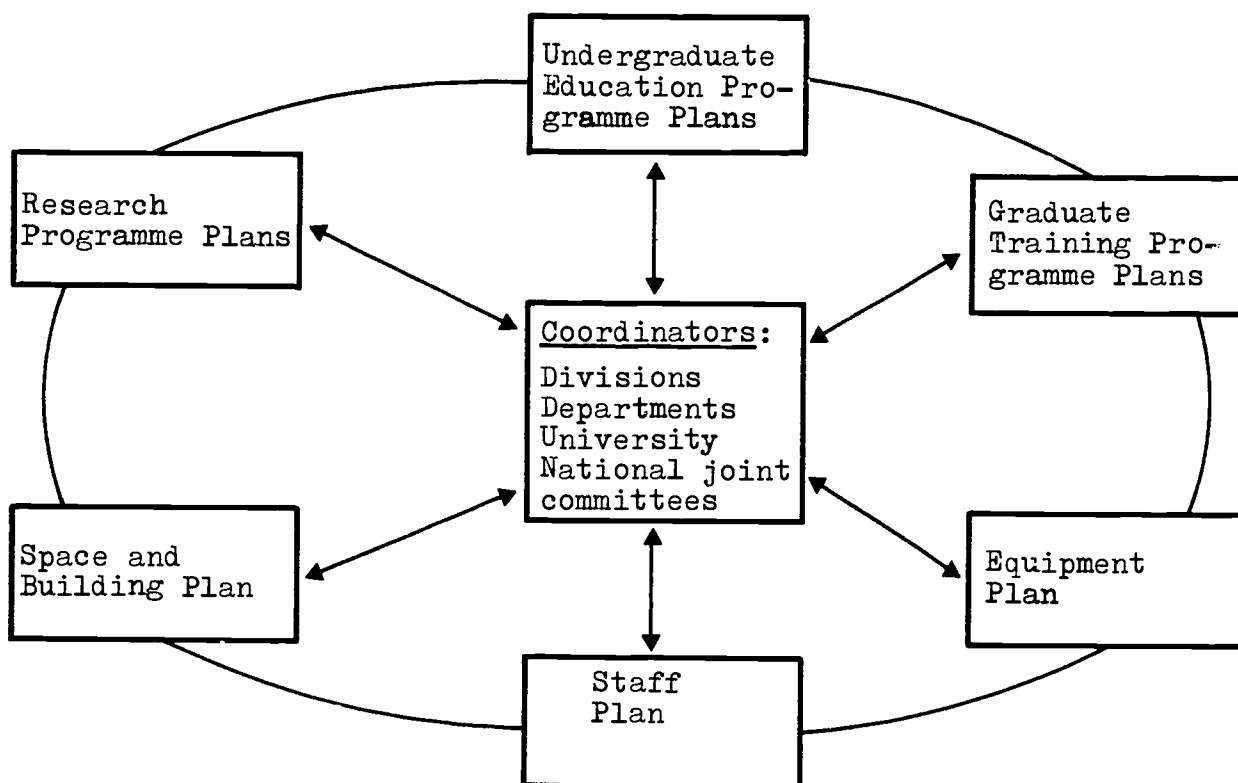 Undergraduate
Education Pro-
gramme Plans
Research
Programme Plans
Graduate
Training Pro-
gramme Plans
Coordinators:
Divisions
Departments
University
National joint
committees
Space and
Building Plan
Equipment
Plan
Staff
Plan